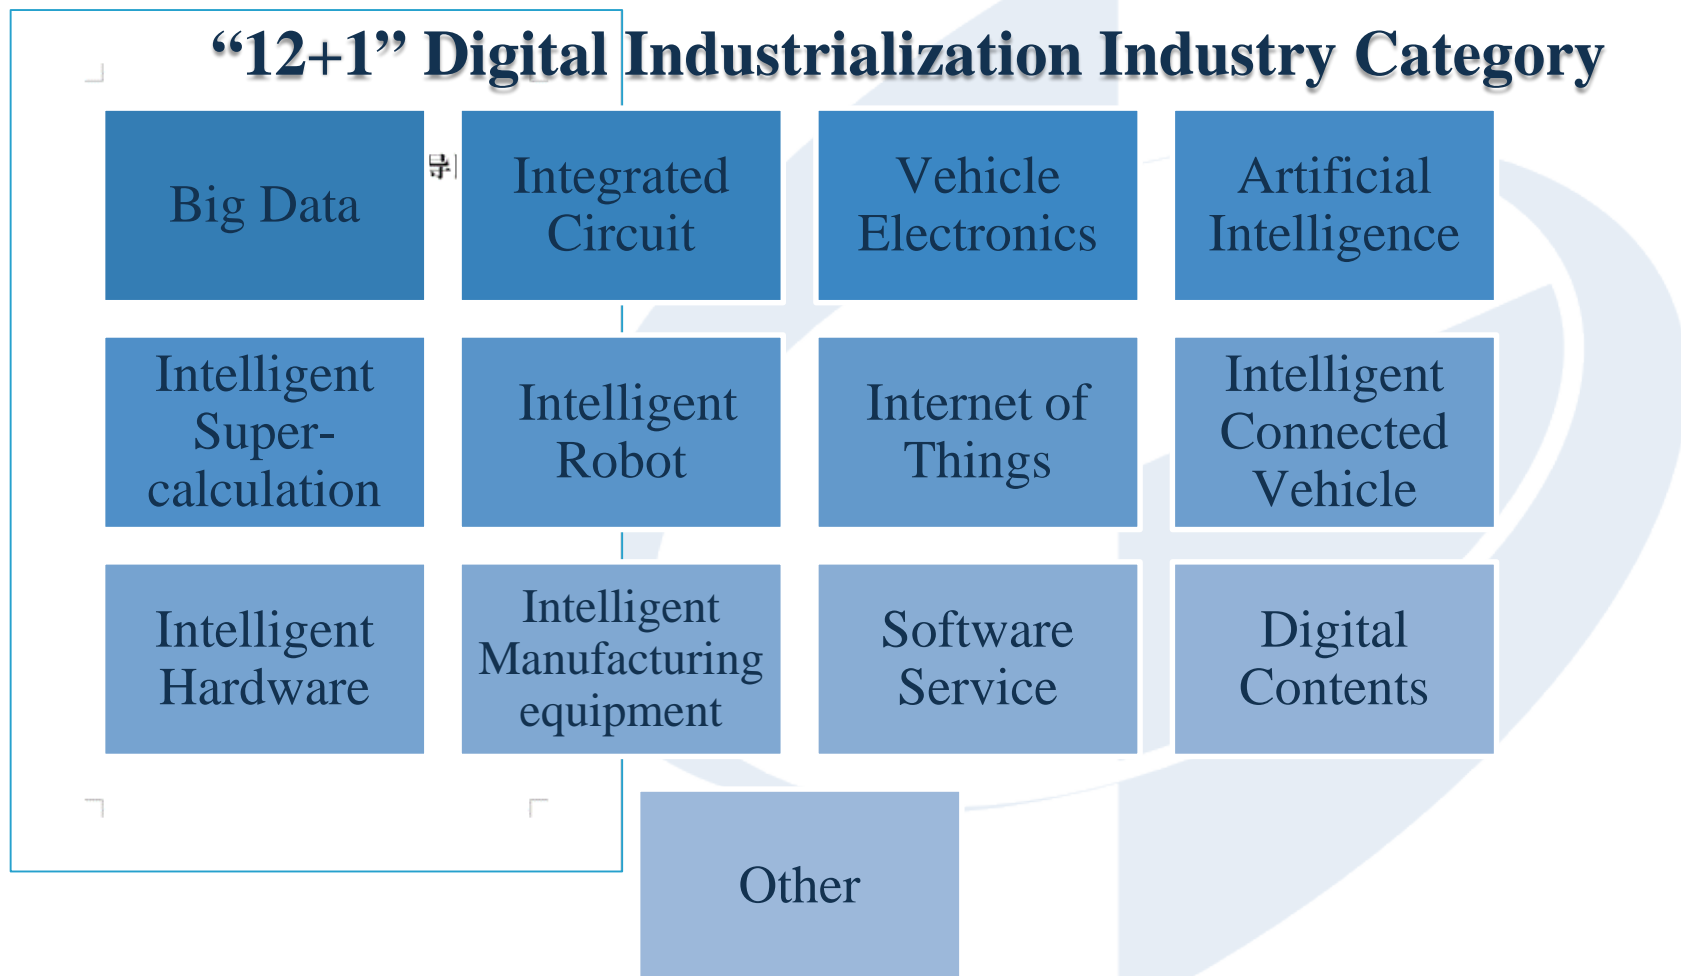 “12+1” Digital Industrialization Industry Category
Big Data
导
Integrated
Circuit
Vehicle
Electronics
Artificial
Intelligence
Intelligent
Super-
calculation
Intelligent
Robot
Internet of
Things
Intelligent
Connected
Vehicle
Intelligent
Hardware
Intelligent
Manufacturing
equipment
Software
Service
Digital
Contents
Other